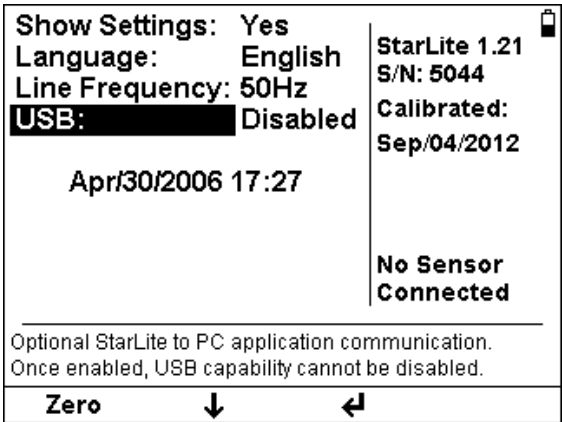 Show Settings: Yes
Language: English
Line Frequency: 50Hz
USB: Disabled
Apr/30/2006 17:27
StarLite 1.21
S/N: 5044
Calibrated:
Sep/04/2012
No Sensor
Connected
Optional StarLite to PC application communication.
Once enabled, USB capability cannot be disabled.
Zero ↓ ↵